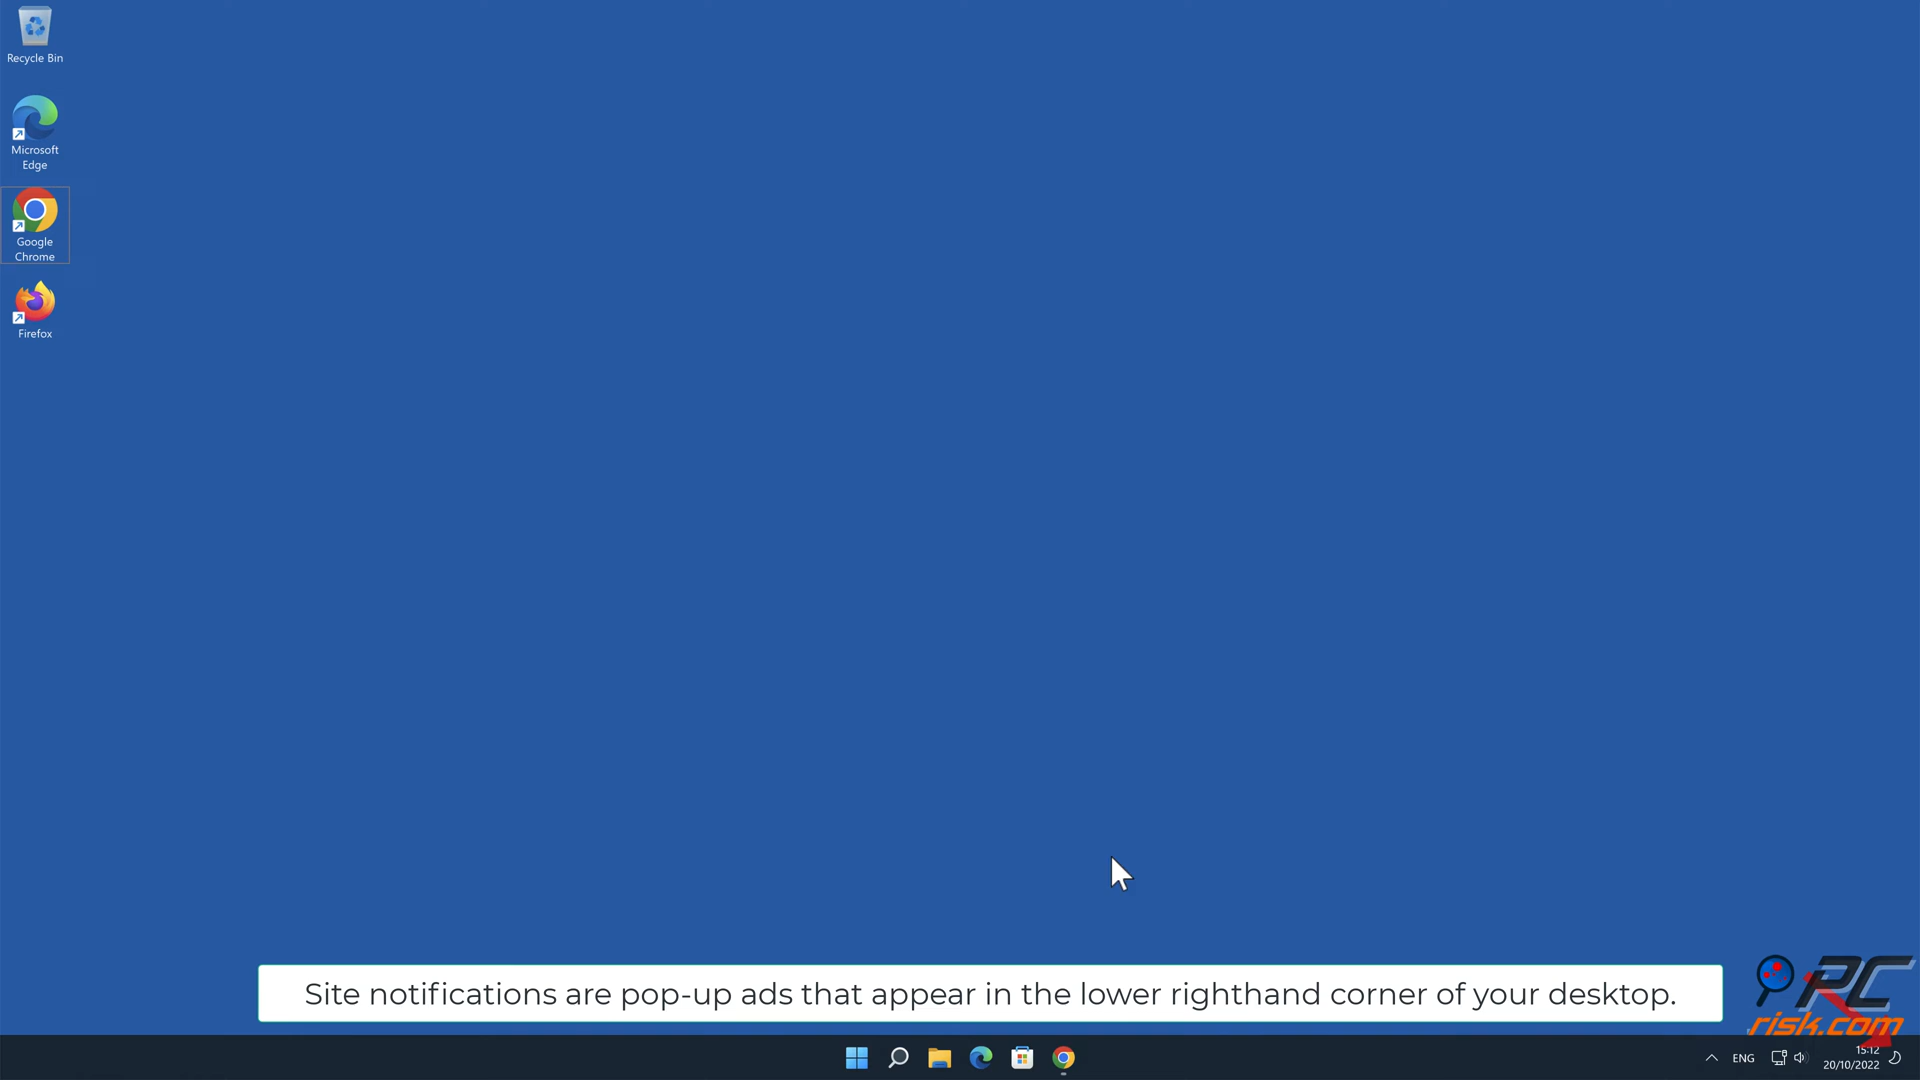 Recycle Bin
Microsoft
Edge
Google
Chrome
Firefox
Site notifications are pop-up ads that appear in the lower righthand corner of your desktop.
PC
risk.com
ENG
15:12
20/10/2022